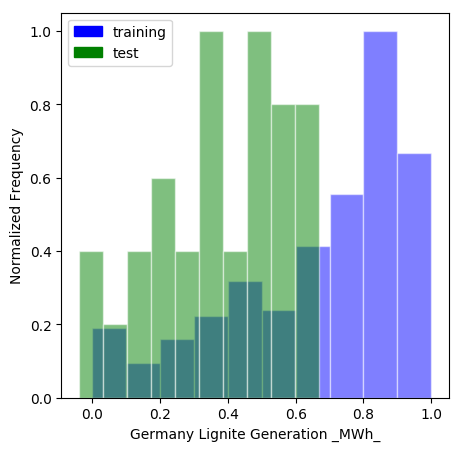 training
test
Normalized Frequency
1.0
0.8
0.6
0.4
0.2
0.0
0.0 0.2 0.4 0.6 0.8 1.0
Germany Lignite Generation _MWh_